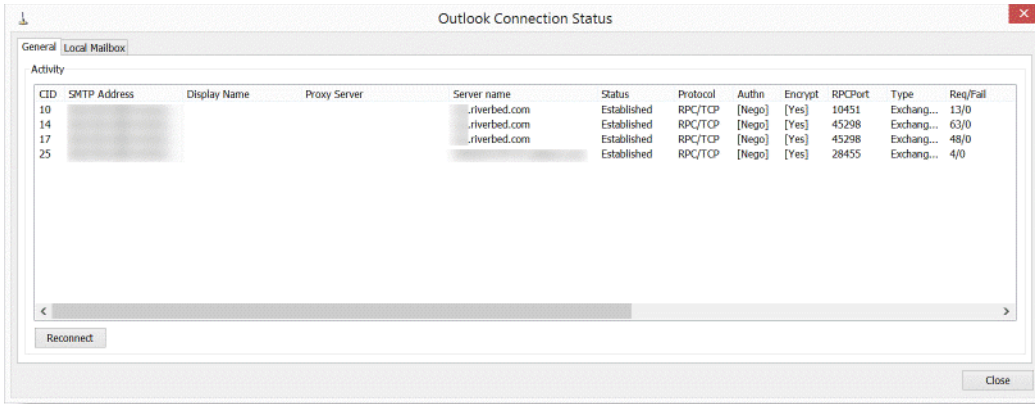 Outlook Connection Status
General Local Mailbox
Activity
CID SMTP Address Display Name Proxy Server Server name Status Protocol Authn Encrypt RPCPort Type Req/Fail
10 .riverbed.com Established RPC/TCP [Nego] [Yes] 10451 Exchang... 13/0
14 .riverbed.com Established RPC/TCP [Nego] [Yes] 45298 Exchang... 63/0
17 .riverbed.com Established RPC/TCP [Nego] [Yes] 45298 Exchang... 48/0
25 Established RPC/TCP [Nego] [Yes] 28455 Exchang... 4/0
Reconnect
Close